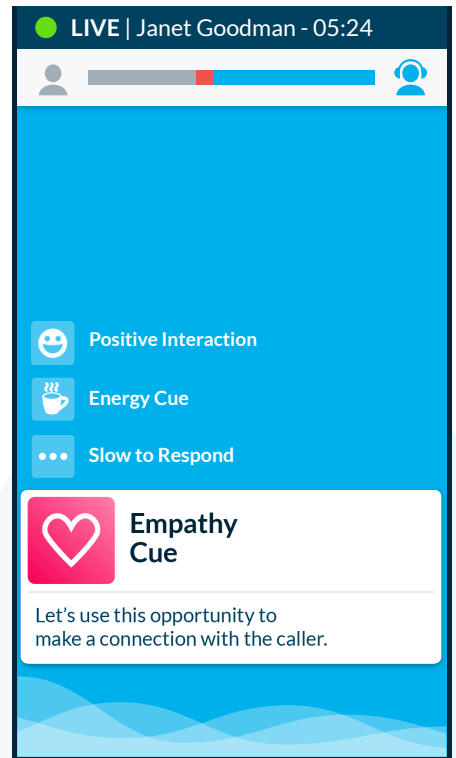 LIVE | Janet Goodman - 05:24
Positive Interaction
Energy Cue
Slow to Respond
Empathy
Cue
Let’s use this opportunity to
make a connection with the caller.